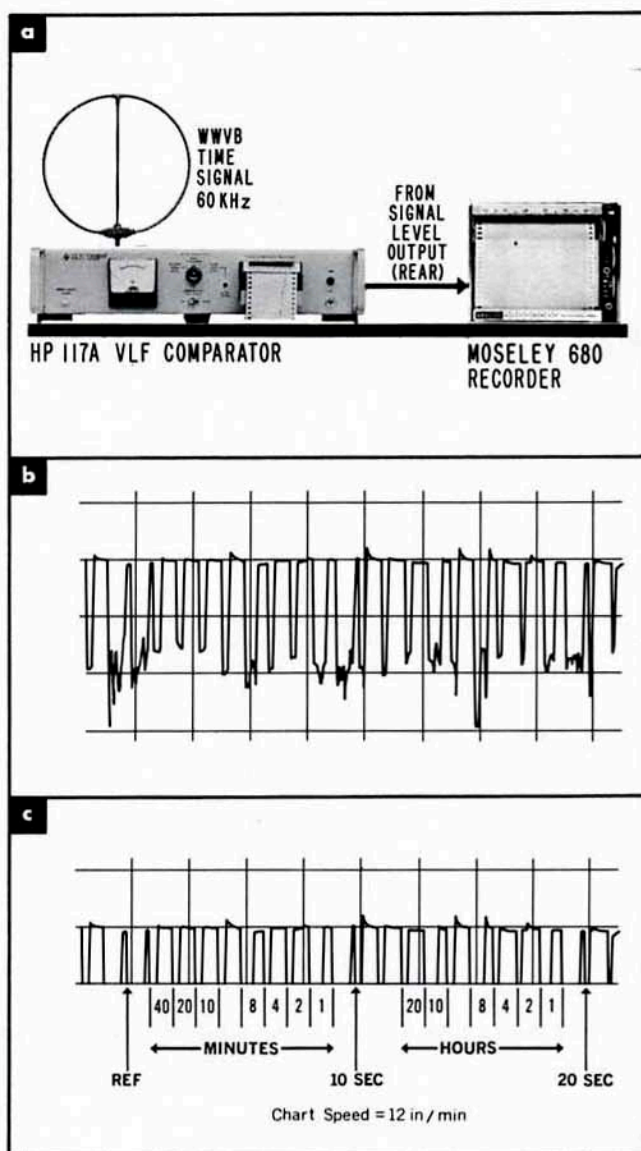 a
WWVB
TIME
SIGNAL
60 KHz
FROM
SIGNAL
LEVEL
OUTPUT
(REAR)
HP 117A VLF COMPARATOR
MOSELEY 680
RECORDER
b
c
40 20 10 8 4 2 1 20 10 8 4 2 1
MINUTES HOURS
REF 10 SEC 20 SEC
Chart Speed = 12 in/min